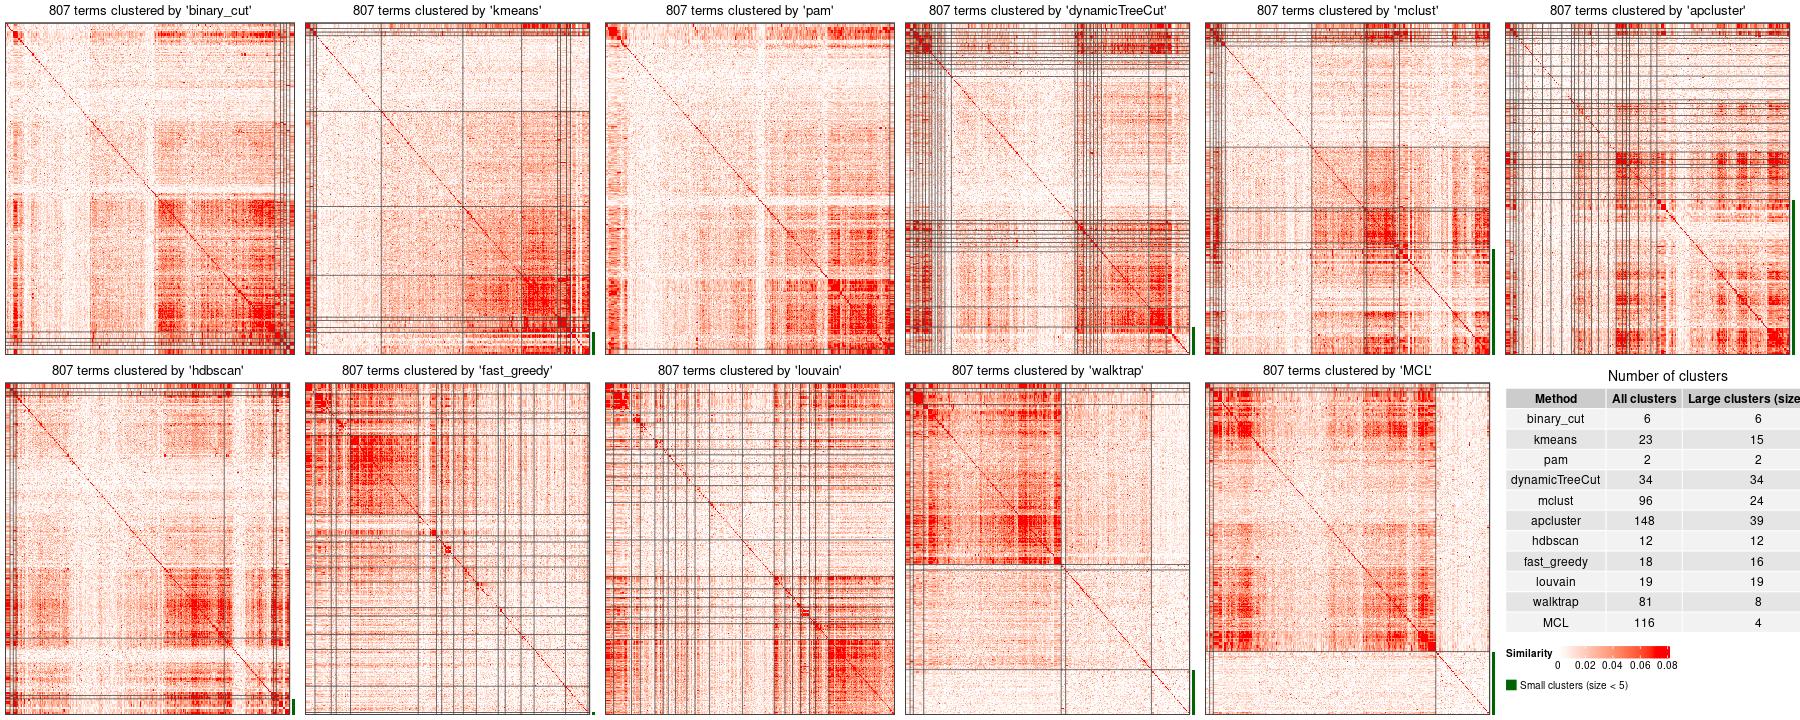 807 terms clustered by 'binary_cut'
807 terms clustered by 'kmeans'
807 terms clustered by 'pam'
807 terms clustered by 'dynamicTreeCut'
807 terms clustered by 'mclust'
807 terms clustered by 'apcluster'
807 terms clustered by 'hdbscan'
807 terms clustered by 'fast_greedy'
807 terms clustered by 'louvain'
807 terms clustered by 'walktrap'
807 terms clustered by 'MCL'
Number of clusters
Method All clusters Large clusters (size
binary_cut 6 6
kmeans 23 15
pam 2 2
dynamicTreeCut 34 34
mclust 96 24
apcluster 148 39
hdbscan 12 12
fast_greedy 18 16
louvain 19 19
walktrap 81 8
MCL 116 4
Similarity
0 0.02 0.04 0.06 0.08
Small clusters (size < 5)